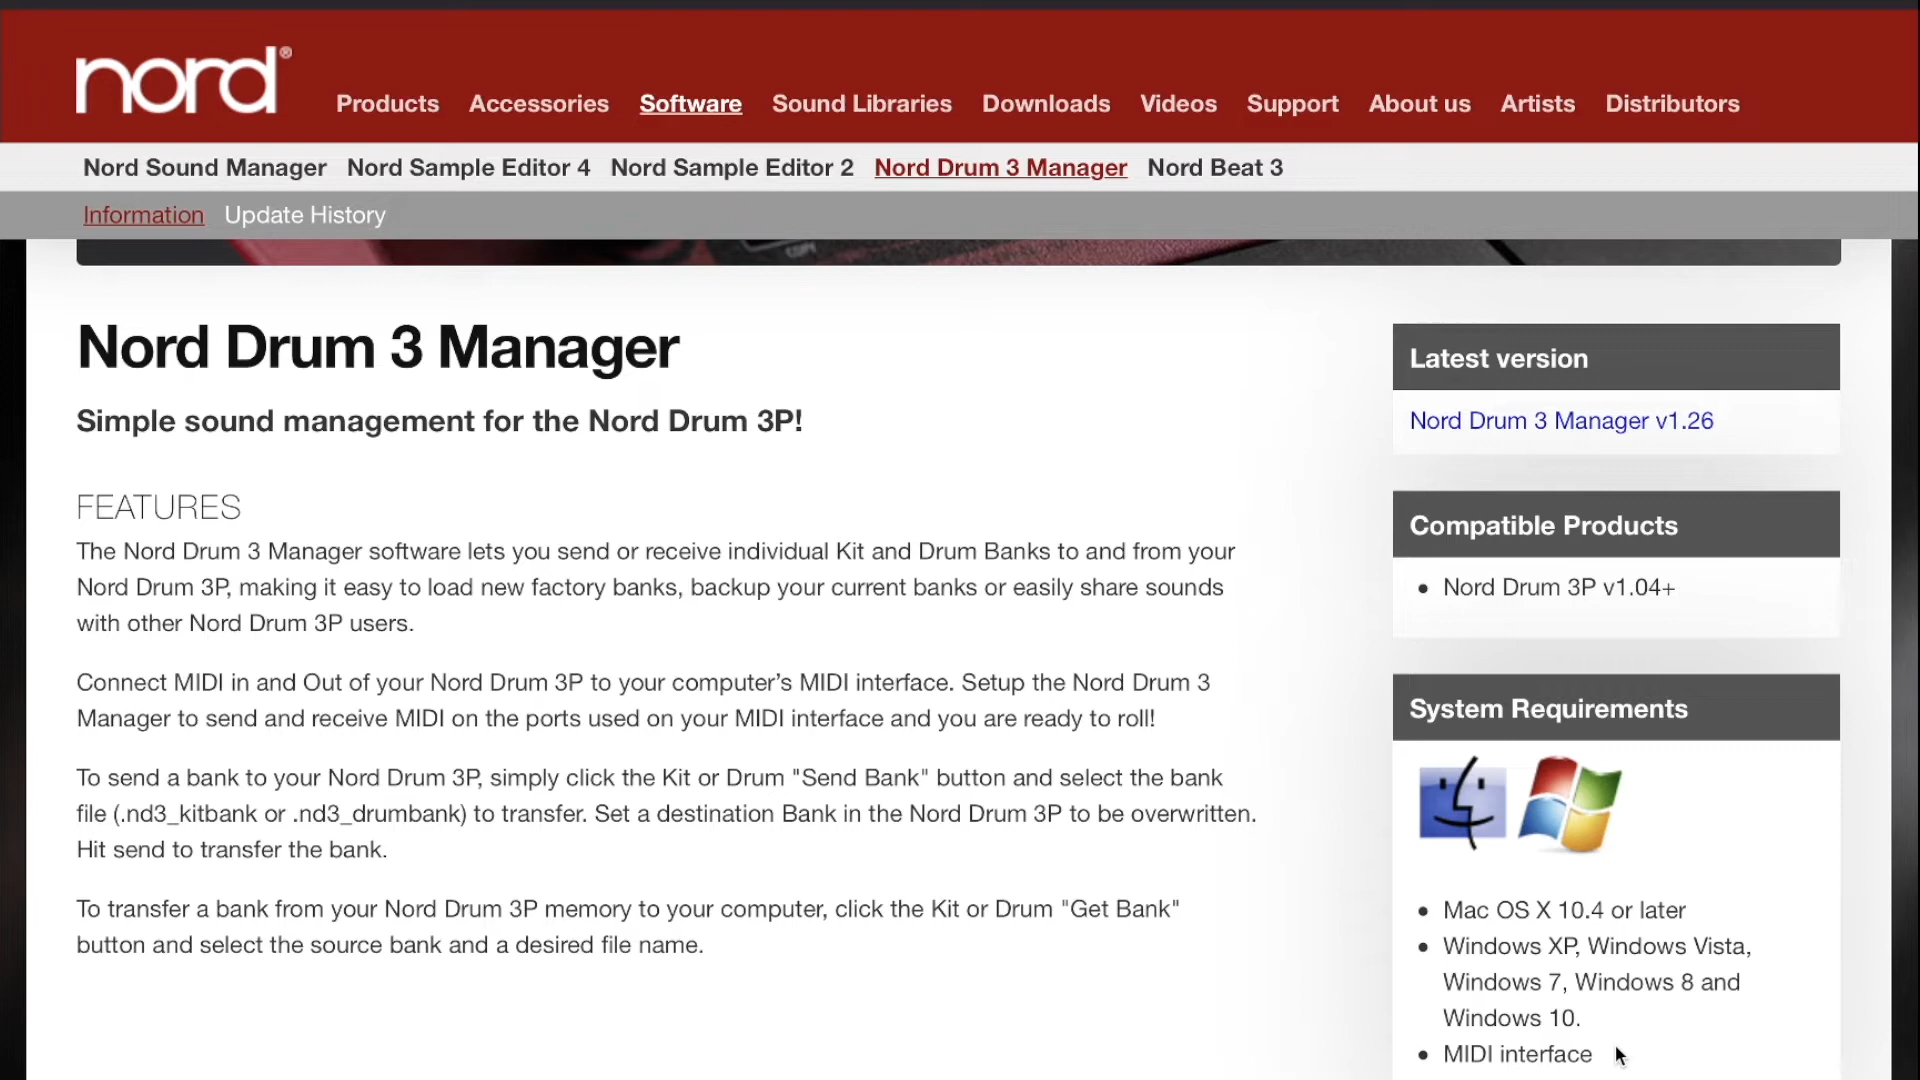 nord®
Products Accessories Software Sound Libraries Downloads Videos Support About us Artists Distributors
Nord Sound Manager Nord Sample Editor 4 Nord Sample Editor 2 Nord Drum 3 Manager Nord Beat 3
Information Update History
COPY
Nord Drum 3 Manager
Simple sound management for the Nord Drum 3P!
FEATURES
The Nord Drum 3 Manager software lets you send or receive individual Kit and Drum Banks to and from your
Nord Drum 3P, making it easy to load new factory banks, backup your current banks or easily share sounds
with other Nord Drum 3P users.
Connect MIDI in and Out of your Nord Drum 3P to your computer’s MIDI interface. Setup the Nord Drum 3
Manager to send and receive MIDI on the ports used on your MIDI interface and you are ready to roll!
To send a bank to your Nord Drum 3P, simply click the Kit or Drum "Send Bank" button and select the bank
file (.nd3_kitbank or .nd3_drumbank) to transfer. Set a destination Bank in the Nord Drum 3P to be overwritten.
Hit send to transfer the bank.
To transfer a bank from your Nord Drum 3P memory to your computer, click the Kit or Drum "Get Bank"
button and select the source bank and a desired file name.
Latest version
Nord Drum 3 Manager v1.26
Compatible Products
Nord Drum 3P v1.04+
System Requirements
Mac OS X 10.4 or later
Windows XP, Windows Vista,
Windows 7, Windows 8 and
Windows 10.
MIDI interface